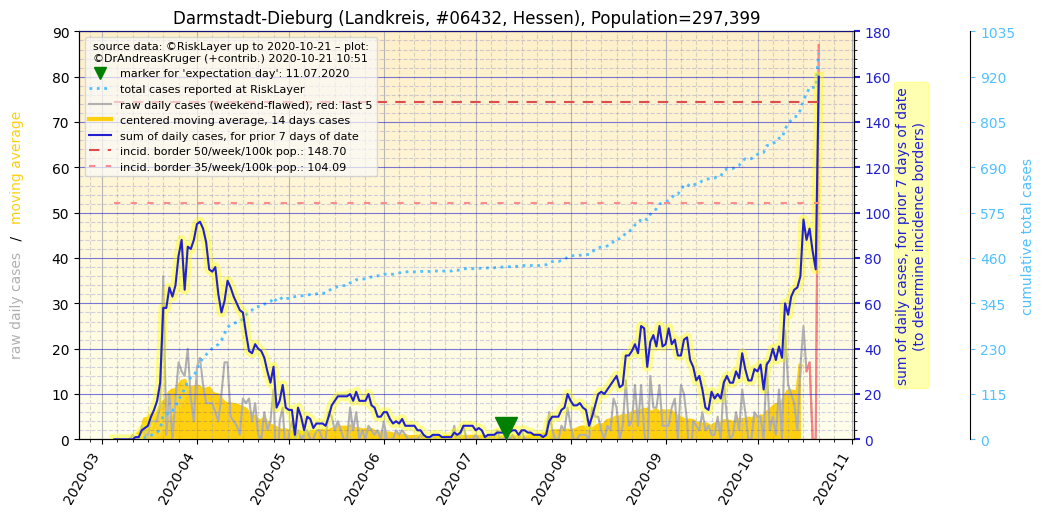 Darmstadt-Dieburg (Landkreis, #06432, Hessen), Population=297,399
source data: ©RiskLayer up to 2020-10-21 – plot:
©DrAndreasKruger (+contrib.) 2020-10-21 10:51
marker for 'expectation day': 11.07.2020
total cases reported at RiskLayer
raw daily cases (weekend-flawed), red: last 5
centered moving average, 14 days cases
sum of daily cases, for prior 7 days of date
incid. border 50/week/100k pop.: 148.70
incid. border 35/week/100k pop.: 104.09
raw daily cases / moving average
90
80
70
60
50
40
30
20
10
0
180
160
140
120
100
80
60
40
20
0
sum of daily cases, for prior 7 days of date
(to determine incidence borders)
1035
920
805
690
575
460
345
230
115
0
cumulative total cases
2020-03
2020-04
2020-05
2020-06
2020-07
2020-08
2020-09
2020-10
2020-11